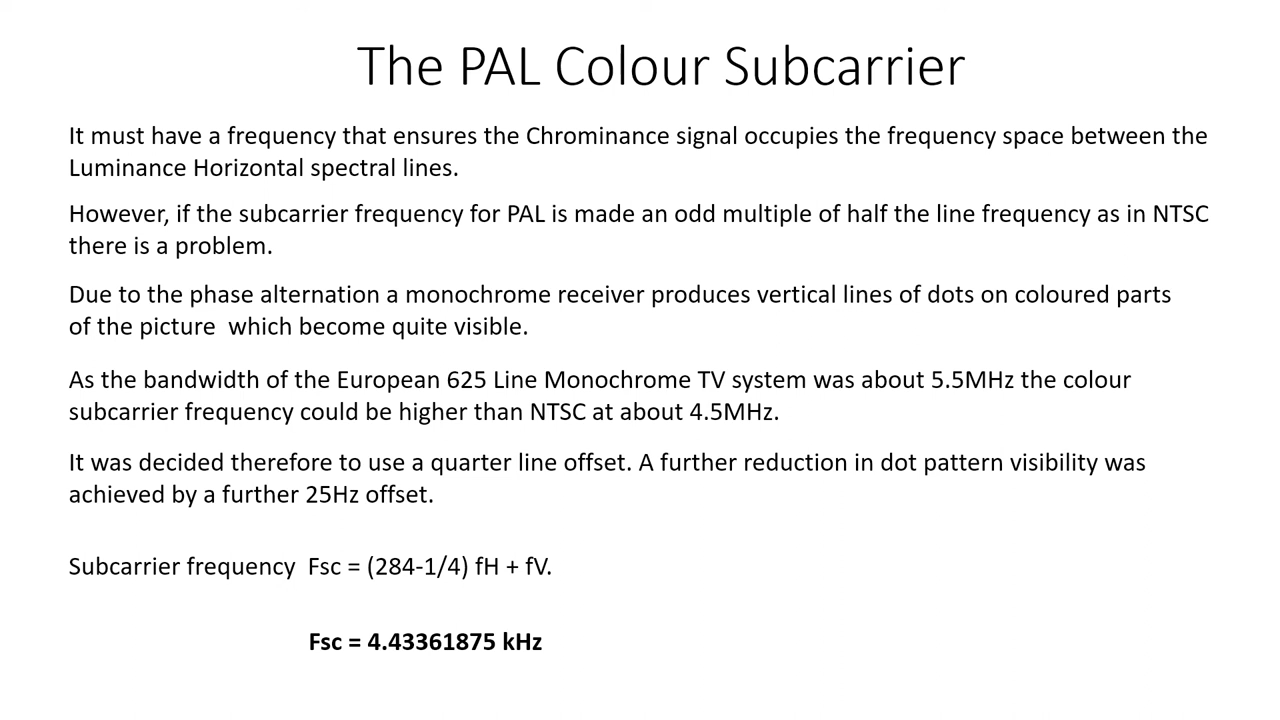 The PAL Colour Subcarrier
It must have a frequency that ensures the Chrominance signal occupies the frequency space between the
Luminance Horizontal spectral lines.
However, if the subcarrier frequency for PAL is made an odd multiple of half the line frequency as in NTSC
there is a problem.
Due to the phase alternation a monochrome receiver produces vertical lines of dots on coloured parts
of the picture  which become quite visible.
As the bandwidth of the European 625 Line Monochrome TV system was about 5.5MHz the colour
subcarrier frequency could be higher than NTSC at about 4.5MHz.
It was decided therefore to use a quarter line offset. A further reduction in dot pattern visibility was
achieved by a further 25Hz offset.
Subcarrier frequency  Fsc = (284-1/4) fH + fV.
Fsc = 4.43361875 kHz